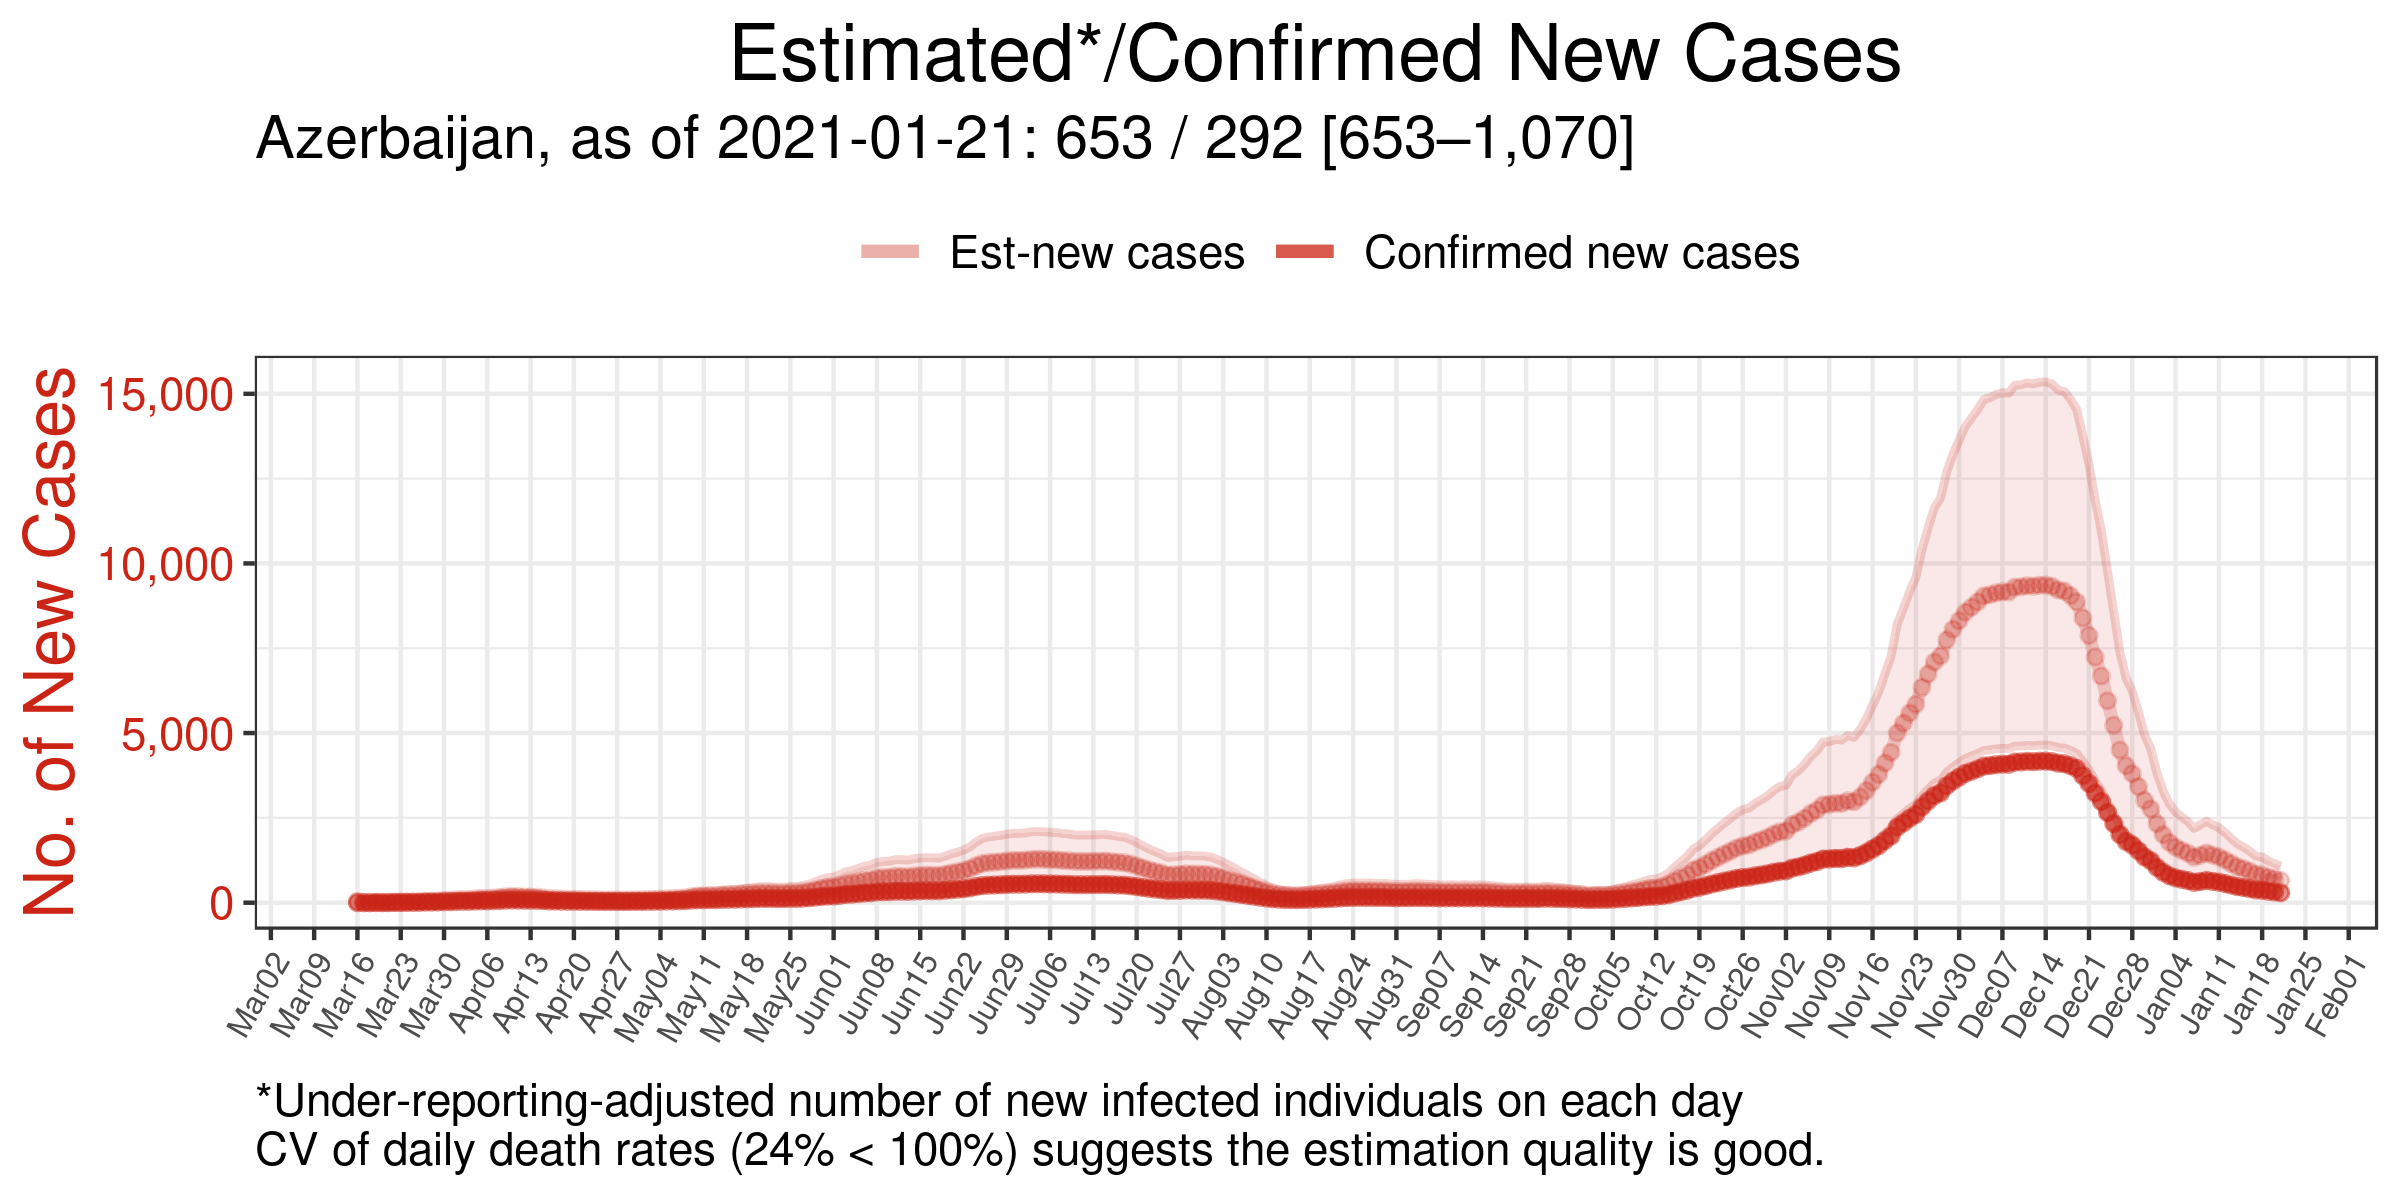 Estimated*/Confirmed New Cases
Azerbaijan, as of 2021-01-21: 653 / 292 [653–1,070]
Est-new cases
Confirmed new cases
No. of New Cases
15,000
10,000
5,000
0
Mar02
Mar09
Mar16
Mar23
Mar30
Apr06
Apr13
Apr20
Apr27
May04
May11
May18
May25
Jun01
Jun08
Jun15
Jun22
Jun29
Jul06
Jul13
Jul20
Jul27
Aug03
Aug10
Aug17
Aug24
Aug31
Sep07
Sep14
Sep21
Sep28
Oct05
Oct12
Oct19
Oct26
Nov02
Nov09
Nov16
Nov23
Nov30
Dec07
Dec14
Dec21
Dec28
Jan04
Jan11
Jan18
Jan25
Feb01
*Under-reporting-adjusted number of new infected individuals on each day
CV of daily death rates (24% < 100%) suggests the estimation quality is good.